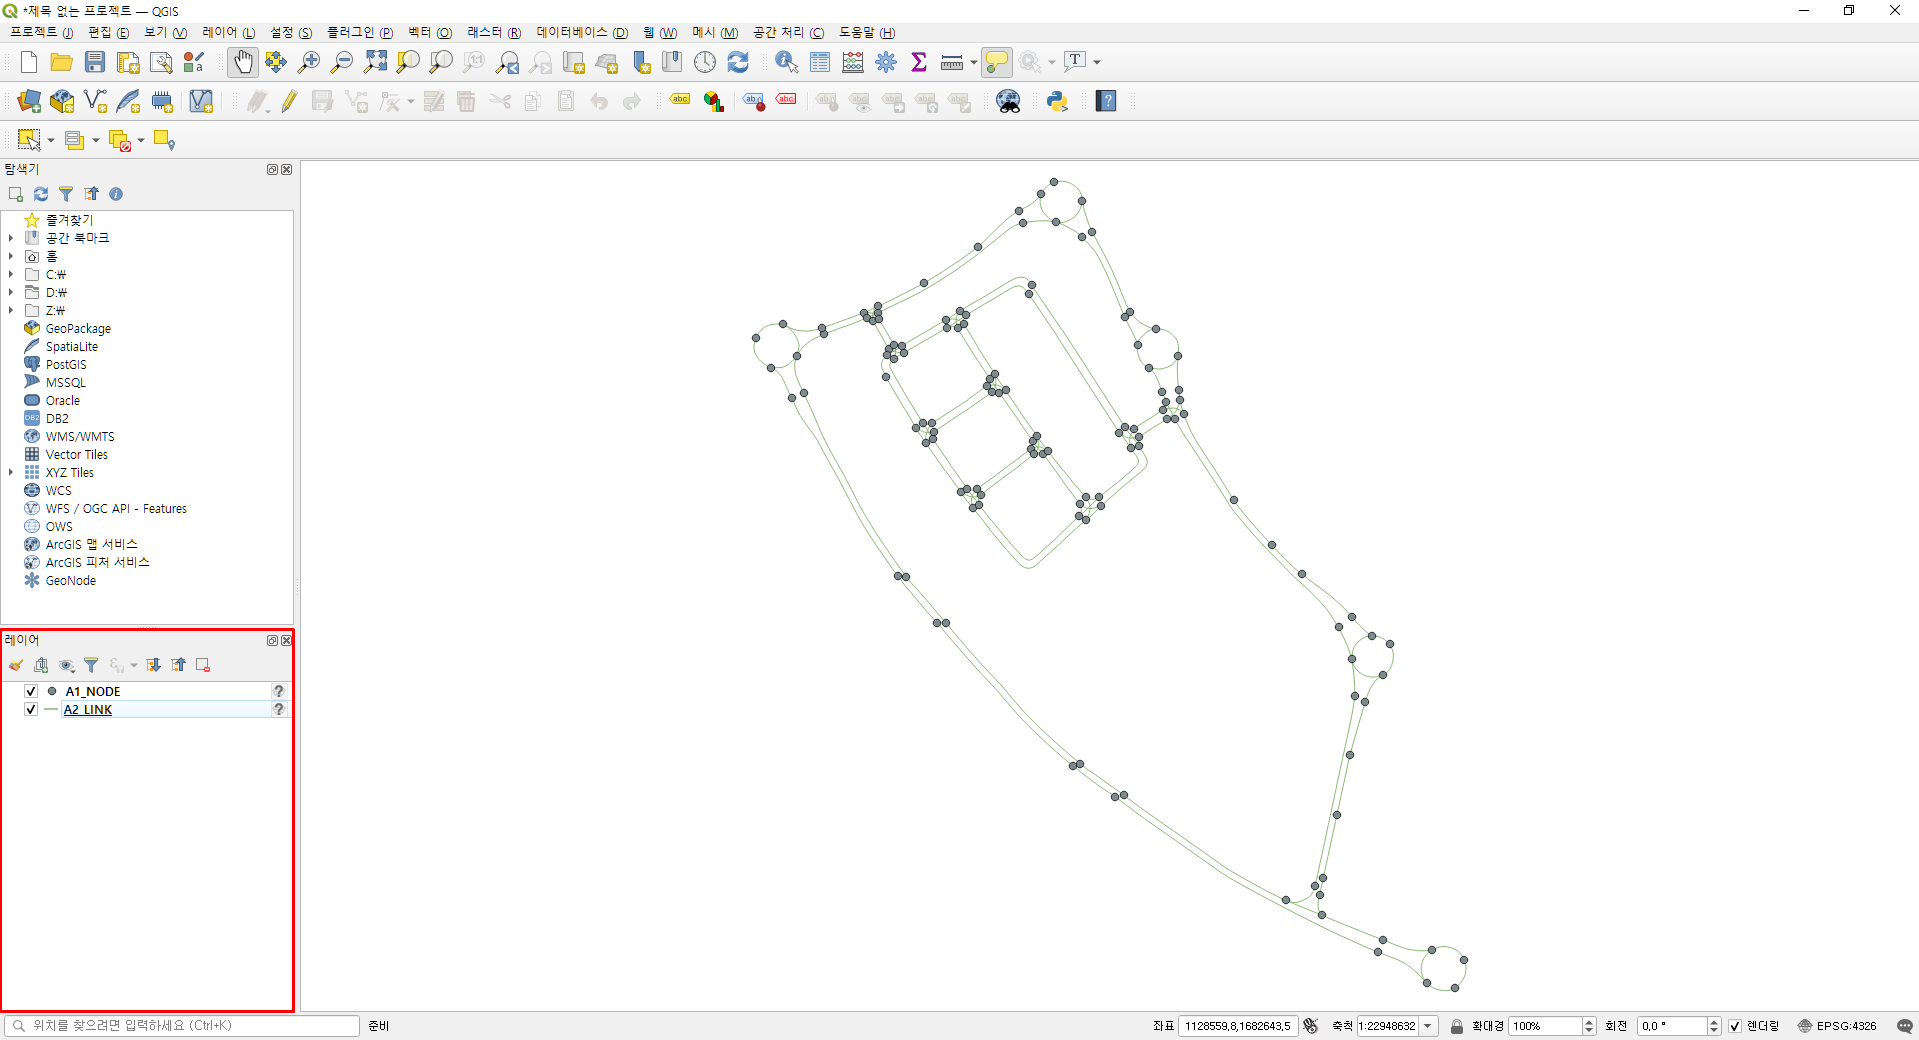 *제목 없는 프로젝트 — QGIS
프로젝트 (J) 편집 (E) 보기 (V) 레이어 (L) 설정 (S) 플러그인 (P) 벡터 (O) 래스터 (R) 데이터베이스 (D) 웹 (W) 메시 (M) 공간 처리 (C) 도움말 (H)
탐색기
즐겨찾기
공간 북마크
홈
C:₩
D:₩
Z:₩
GeoPackage
SpatiaLite
PostGIS
MSSQL
Oracle
DB2
WMS/WMTS
Vector Tiles
XYZ Tiles
WCS
WFS / OGC API - Features
OWS
ArcGIS 맵 서비스
ArcGIS 피처 서비스
GeoNode
레이어
A1_NODE
A2_LINK
위치를 찾으려면 입력하세요 (Ctrl+K) 준비 좌표 1128559,8,1682643,5 축척 1:22948632 확대경 100% 회전 0,0 ° 렌더링 EPSG:4326